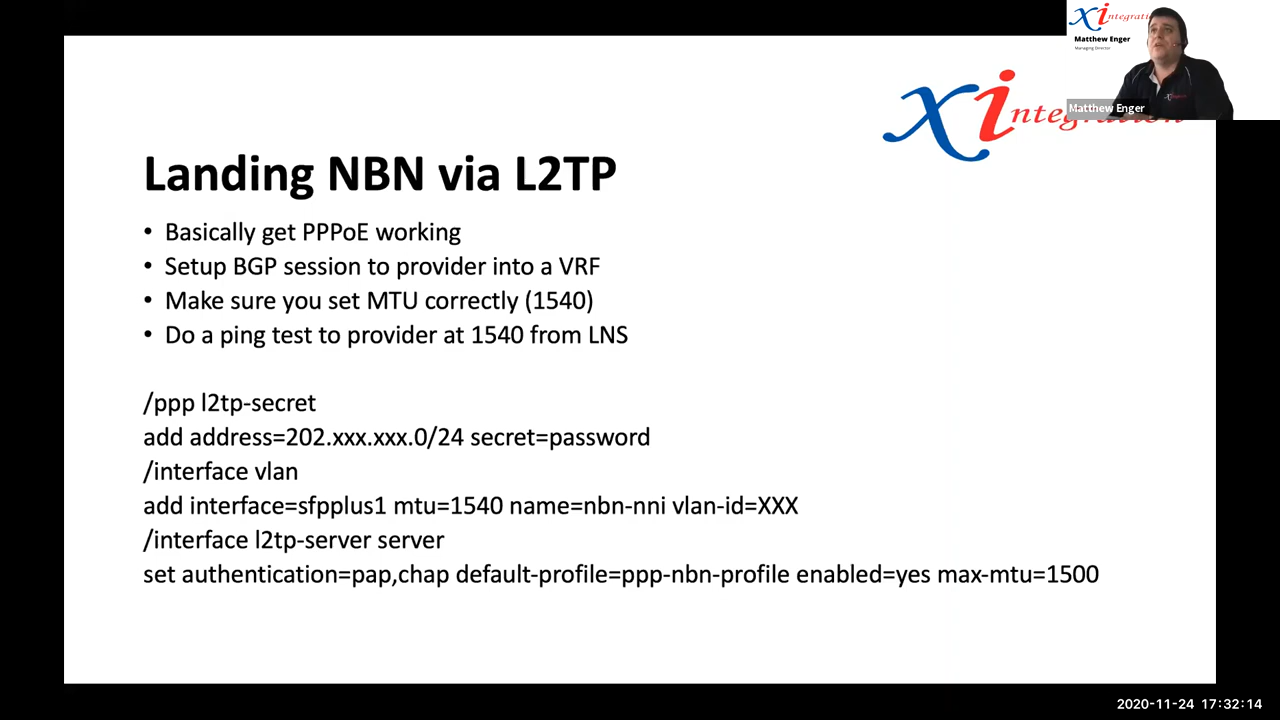 xintegrati
Matthew Enger
Managing Director
Matthew Enger
xintegration
Landing NBN via L2TP
• Basically get PPPoE working
• Setup BGP session to provider into a VRF
• Make sure you set MTU correctly (1540)
• Do a ping test to provider at 1540 from LNS
/ppp l2tp-secret
add address=202.xxx.xxx.0/24 secret=password
/interface vlan
add interface=sfpplus1 mtu=1540 name=nbn-nni vlan-id=XXX
/interface l2tp-server server
set authentication=pap,chap default-profile=ppp-nbn-profile enabled=yes max-mtu=1500
2020-11-24 17:32:14